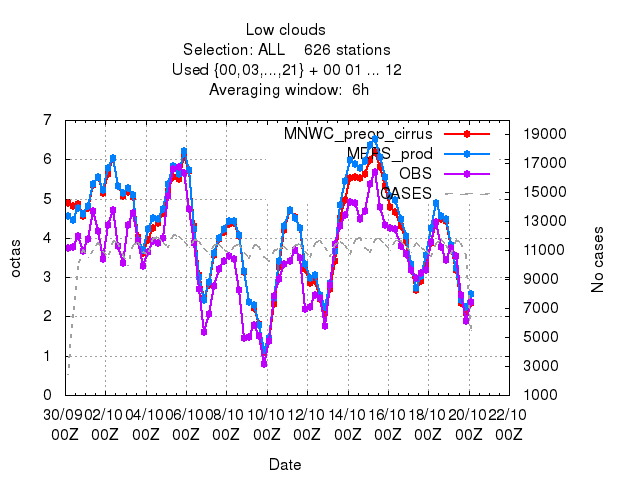 Low clouds
Selection: ALL    626 stations
Used {00,03,...,21} + 00 01 ... 12
Averaging window:  6h
MNWC_preop_cirrus
MEPS_prod
OBS
CASES
octas
7
6
5
4
3
2
1
0
No cases
19000
17000
15000
13000
11000
9000
7000
5000
3000
1000
30/09 02/10 04/10 06/10 08/10 10/10 12/10 14/10 16/10 18/10 20/10 22/10
00Z 00Z 00Z 00Z 00Z 00Z 00Z 00Z 00Z 00Z 00Z 00Z
Date